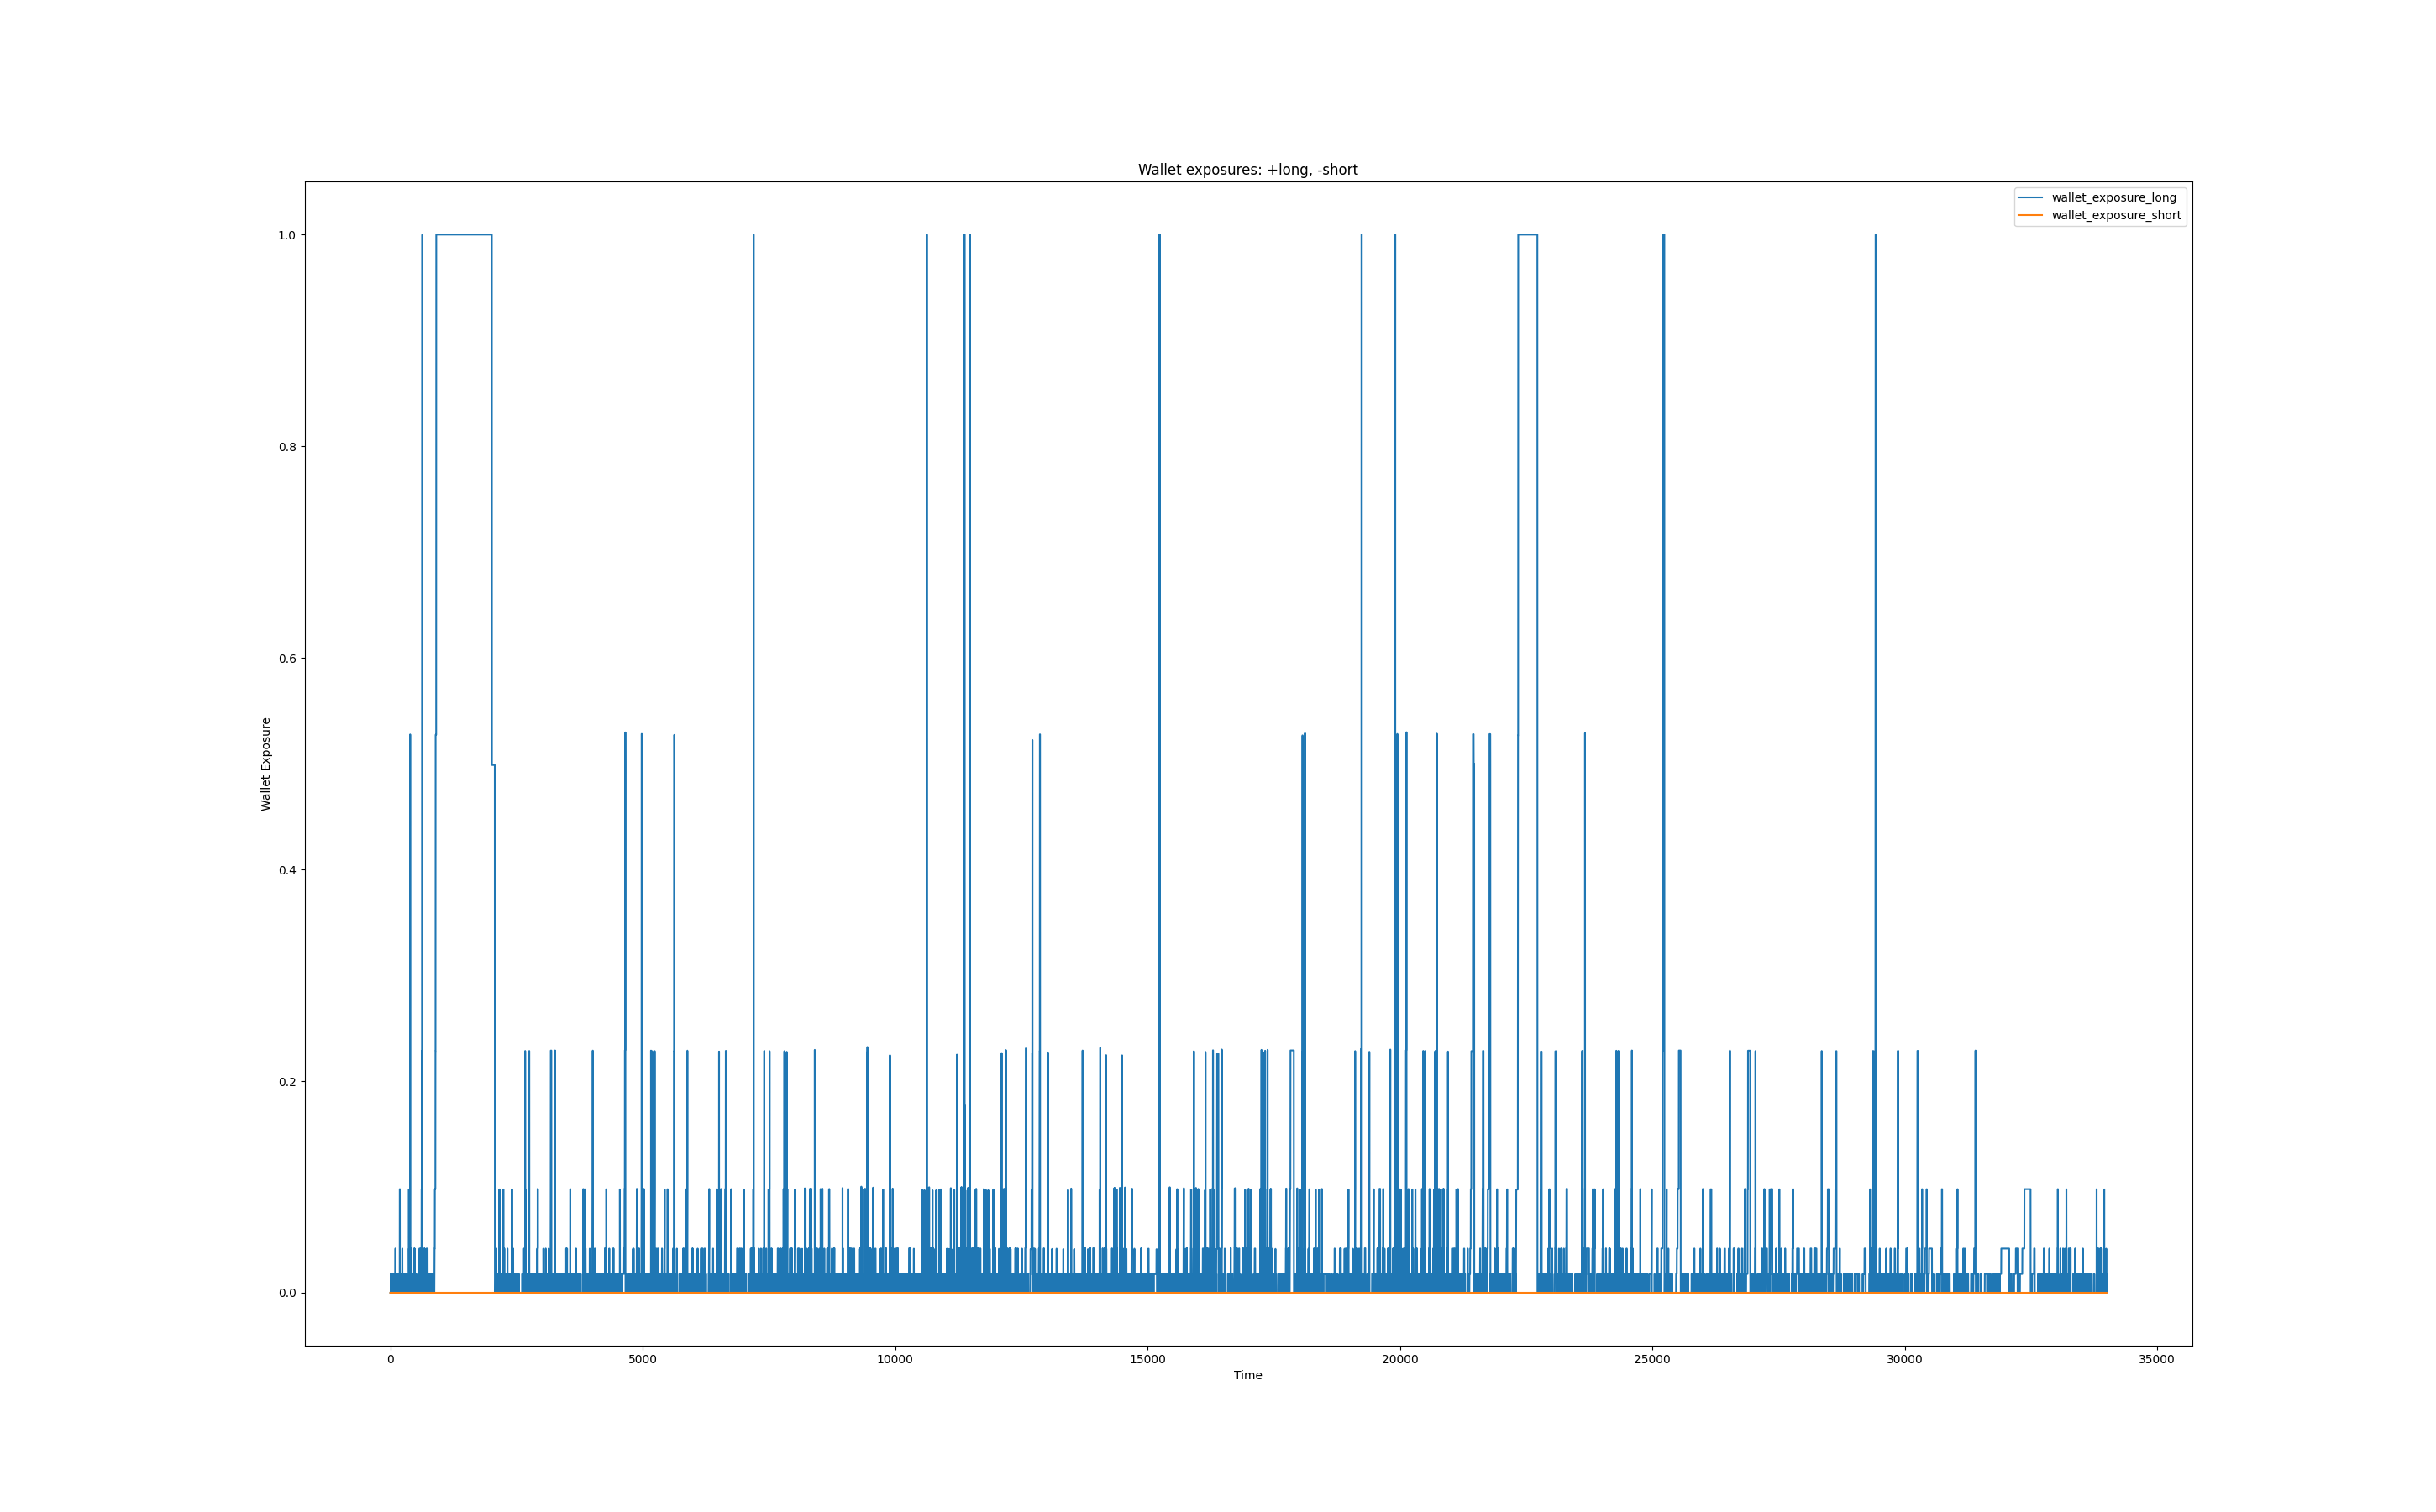 Wallet exposures: +long, -short
wallet_exposure_long
wallet_exposure_short
1.0
0.8
0.6
0.4
0.2
0.0
Wallet Exposure
0 5000 10000 15000 20000 25000 30000 35000
Time